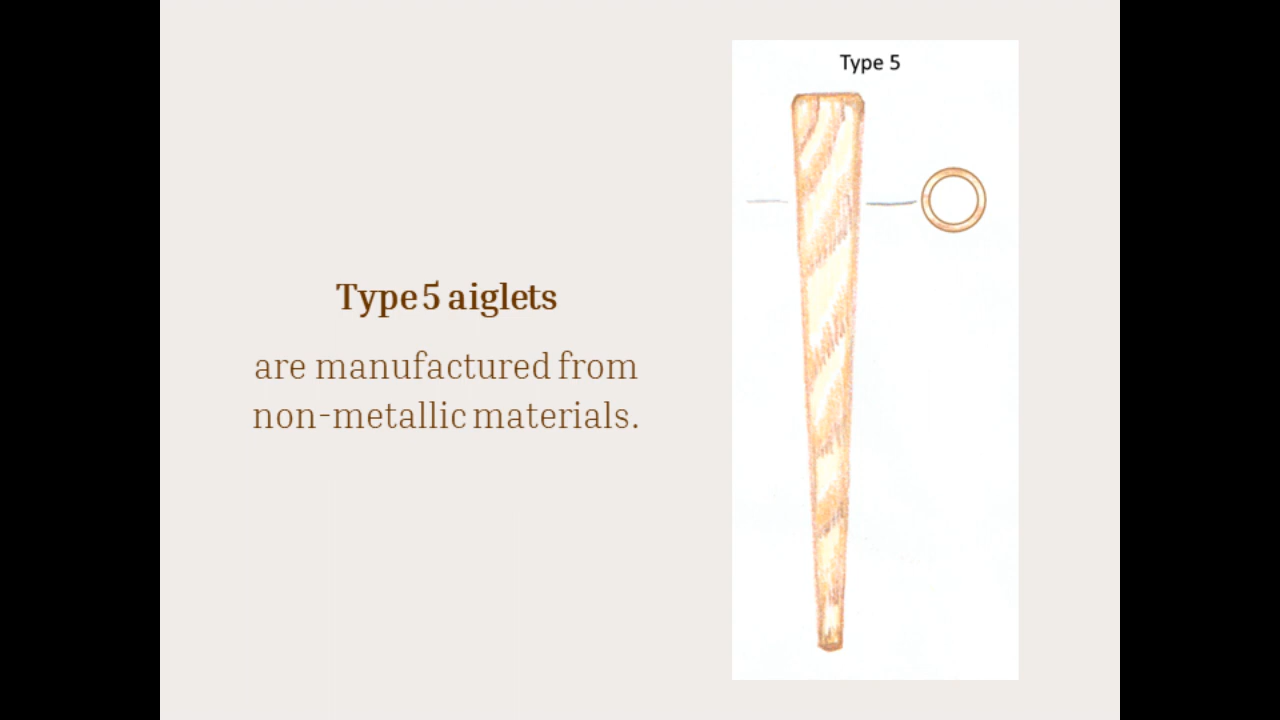 Type 5 aiglets
are manufactured from
non-metallic materials.
Type 5